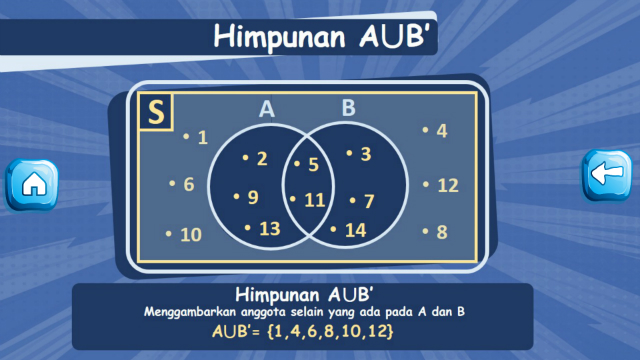 Himpunan AUB'
S
A B
• 1
• 2
• 5
• 3
• 4
• 6
• 9
• 11
• 7
• 12
• 10
• 13
• 14
• 8
Himpunan AUB'
Menggambarkan anggota selain yang ada pada A dan B
AUB'= {1,4,6,8,10,12}